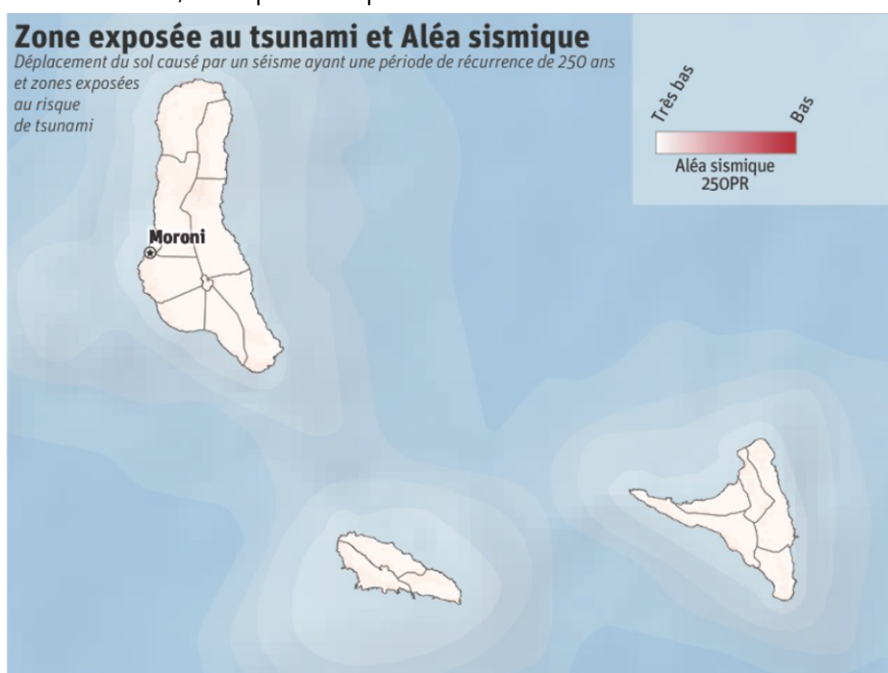 Zone exposée au tsunami et Aléa sismique
Déplacement du sol causé par un séisme ayant une période de récurrence de 250 ans
et zones exposées
au risque
de tsunami
Très bas
Bas
Aléa sismique
250PR
Moroni